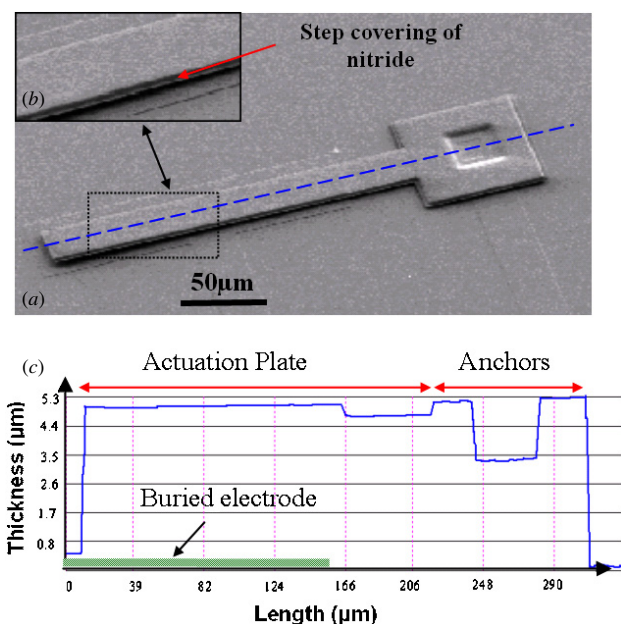 Step covering of
nitride
(b)
(a)
50μm
(c)
Actuation Plate
Anchors
Thickness (μm)
5.3
4.4
3.5
2.6
1.7
0.8
Buried electrode
0 39 82 124 166 206 248 290
Length (μm)